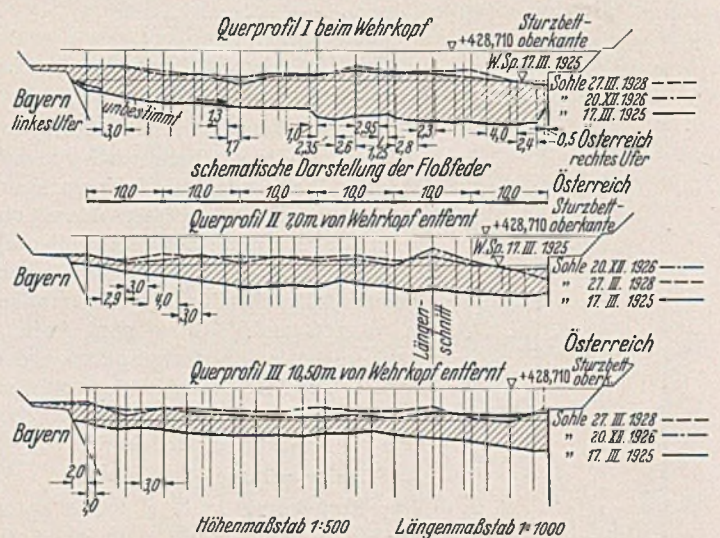 Querprofil I beim Wehrkopf
Sturzbett-
oberkante
+428,710
W.Sp. 17. III. 1925
Sohle 27. III. 1928
" 20. XII. 1926
" 17. III. 1925
Bayern
linkes Ufer
unbestimmt
3,0
1,3
1,7
1,0
2,35
2,6
2,95
1,25
2,8
2,3
4,0
2,4
0,5
Österreich
rechtes Ufer
schematische Darstellung der Floßfeder
10,0 10,0 10,0 10,0 10,0 10,0
Österreich
Sturzbett-
oberkante
Querprofil II 7,0m. von Wehrkopf entfernt
+428,710
W.Sp. 17. III. 1925
Sohle 20. XII. 1926
" 27. III. 1928
" 17. III. 1925
Bayern
2,9
3,0
4,0
3,0
Längen-
schnitt
Österreich
Sturzbett-
oberk.
Querprofil III 10,50m. von Wehrkopf entfernt
+428,710
Sohle 27. III. 1928
" 20. XII. 1926
" 17. III. 1925
Bayern
2,0
3,0
Höhenmaßstab 1:500 Längenmaßstab 1:1000